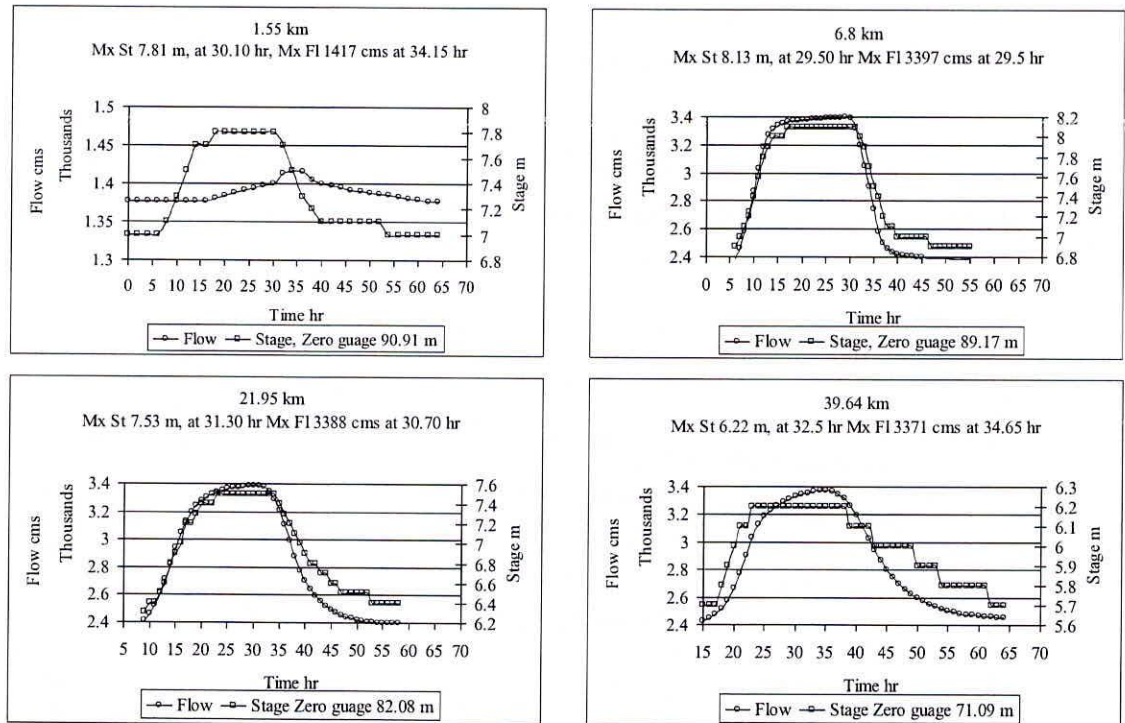 1.55 km
Mx St 7.81 m, at 30.10 hr, Mx Fl 1417 cms at 34.15 hr
Flow cms
Thousands
1.5
1.45
1.4
1.35
1.3
8
7.8
7.6
7.4
7.2
7
6.8
Stage m
0 5 10 15 20 25 30 35 40 45 50 55 60 65 70
Time hr
Flow Stage, Zero guage 90.91 m
6.8 km
Mx St 8.13 m, at 29.50 hr Mx Fl 3397 cms at 29.5 hr
Flow cms
Thousands
3.4
3.2
3
2.8
2.6
2.4
8.2
8
7.8
7.6
7.4
7.2
7
6.8
Stage m
0 5 10 15 20 25 30 35 40 45 50 55 60 65 70
Time hr
Flow Stage, Zero guage 89.17 m
21.95 km
Mx St 7.53 m, at 31.30 hr Mx Fl 3388 cms at 30.70 hr
Flow cms
Thousands
3.4
3.2
3
2.8
2.6
2.4
7.6
7.4
7.2
7
6.8
6.6
6.4
6.2
Stage m
5 10 15 20 25 30 35 40 45 50 55 60 65 70
Time hr
Flow Stage Zero guage 82.08 m
39.64 km
Mx St 6.22 m, at 32.5 hr Mx Fl 3371 cms at 34.65 hr
Flow cms
Thousands
3.4
3.2
3
2.8
2.6
2.4
6.3
6.2
6.1
6
5.9
5.8
5.7
5.6
Stage m
15 20 25 30 35 40 45 50 55 60 65 70
Time hr
Flow Stage Zero guage 71.09 m